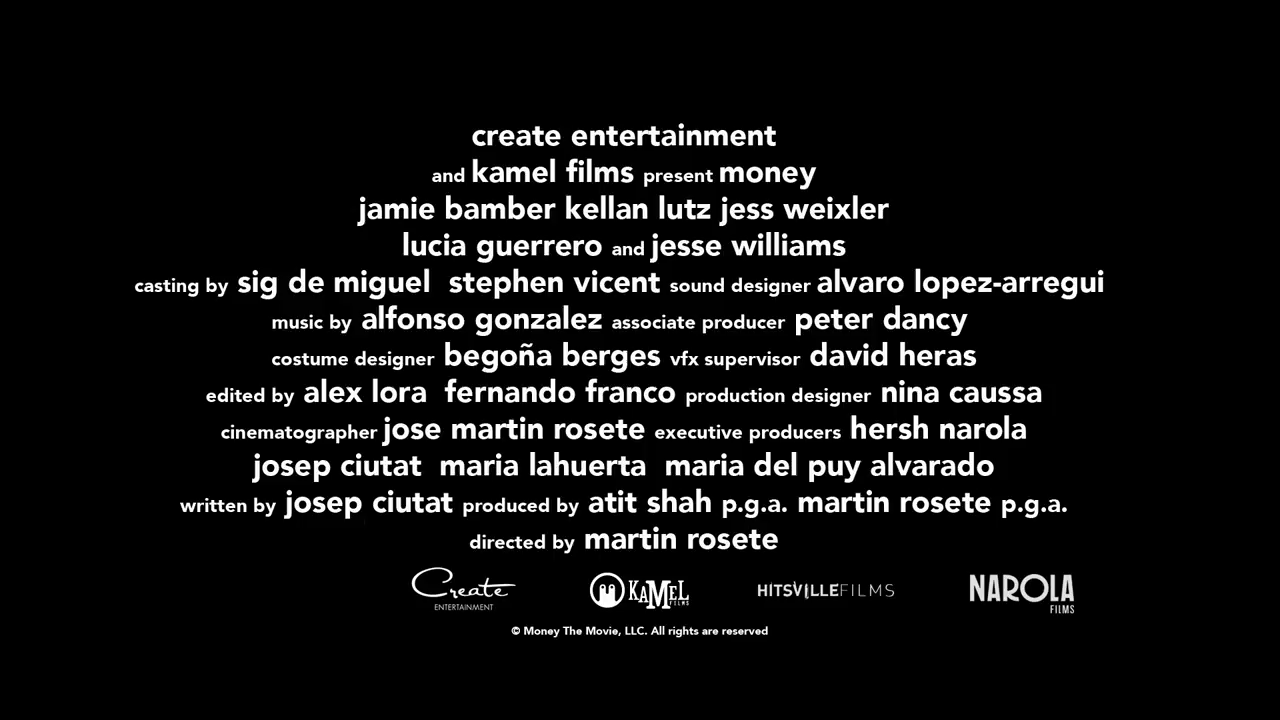 create entertainment
and kamel films present money
jamie bamber kellan lutz jess weixler
lucia guerrero and jesse williams
casting by sig de miguel stephen vicent sound designer alvaro lopez-arregui
music by alfonso gonzalez associate producer peter dancy
costume designer begoña berges vfx supervisor david heras
edited by alex lora fernando franco production designer nina caussa
cinematographer jose martin rosete executive producers hersh narola
josep ciutat maria lahuerta maria del puy alvarado
written by josep ciutat produced by atit shah p.g.a. martin rosete p.g.a.
directed by martin rosete
Create ENTERTAINMENT
KAMEL FILMS
HITSVILLEFILMS
NAROLA FILMS
© Money The Movie, LLC. All rights are reserved